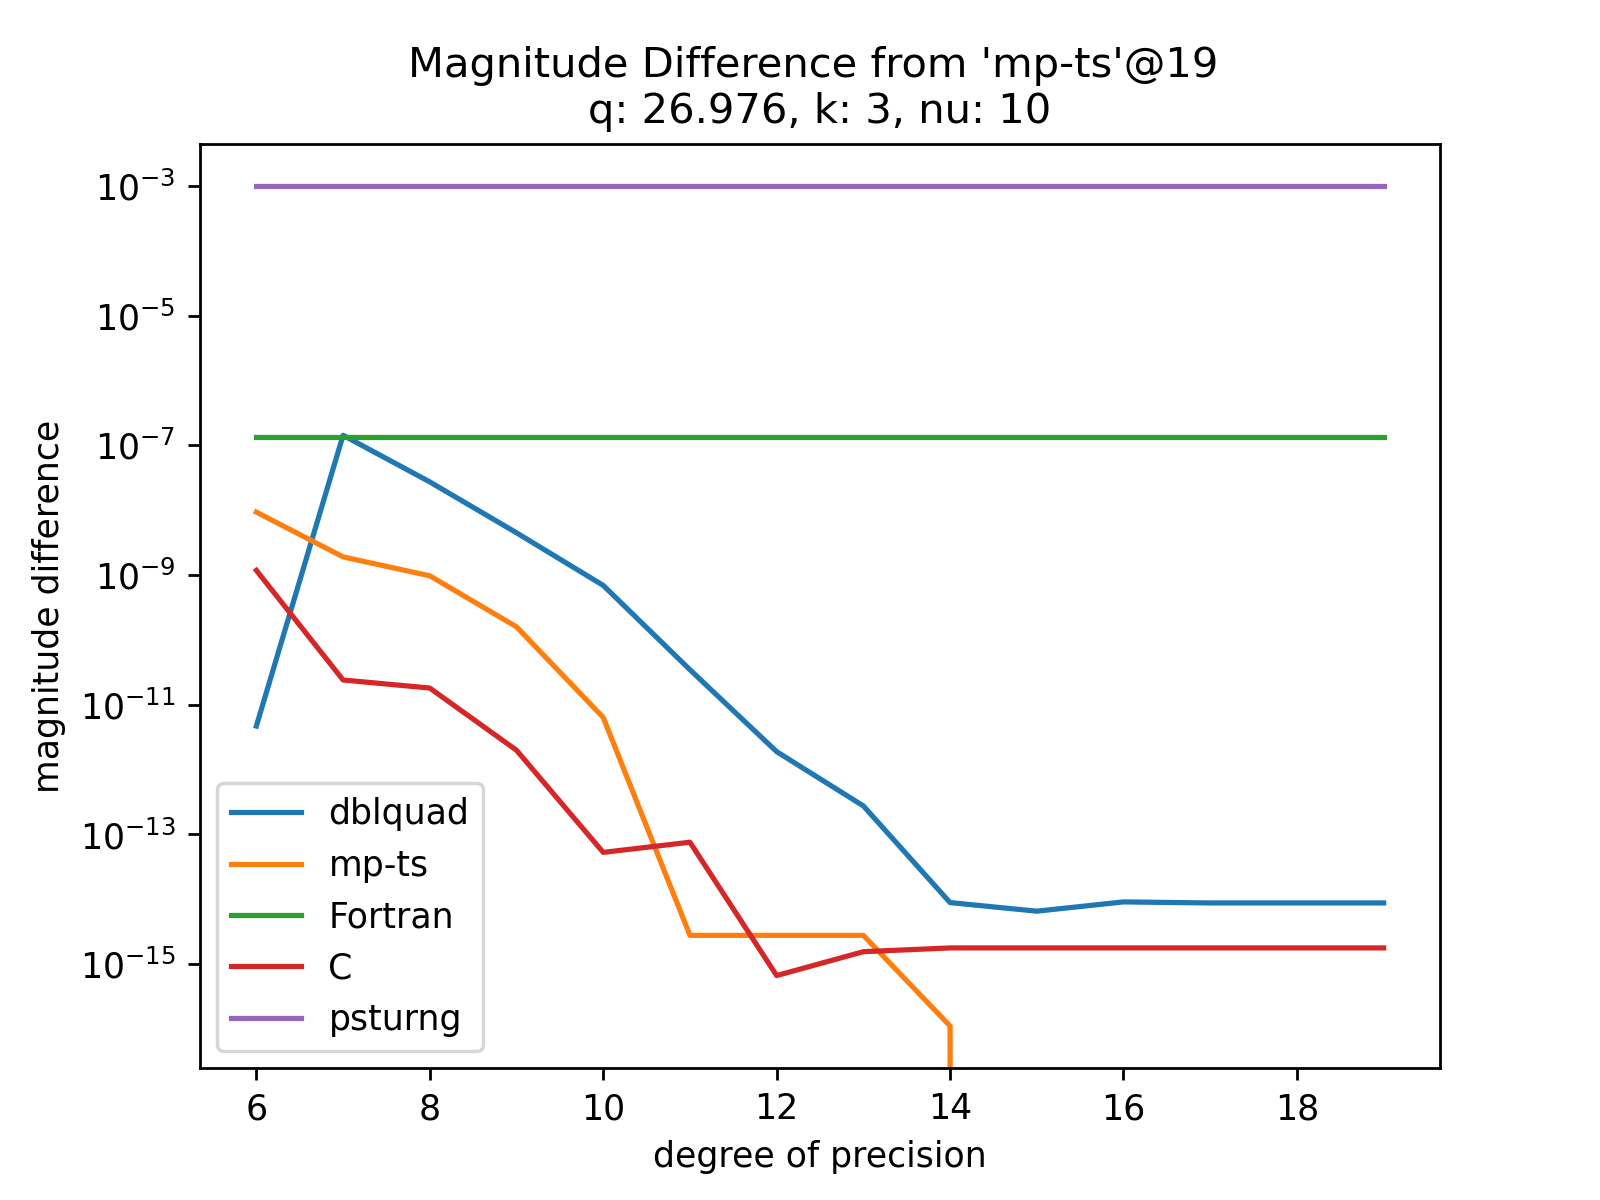 Magnitude Difference from 'mp-ts'@19
q: 26.976, k: 3, nu: 10
magnitude difference
10⁻³
10⁻⁵
10⁻⁷
10⁻⁹
10⁻¹¹
10⁻¹³
10⁻¹⁵
dblquad
mp-ts
Fortran
C
psturng
6 8 10 12 14 16 18
degree of precision